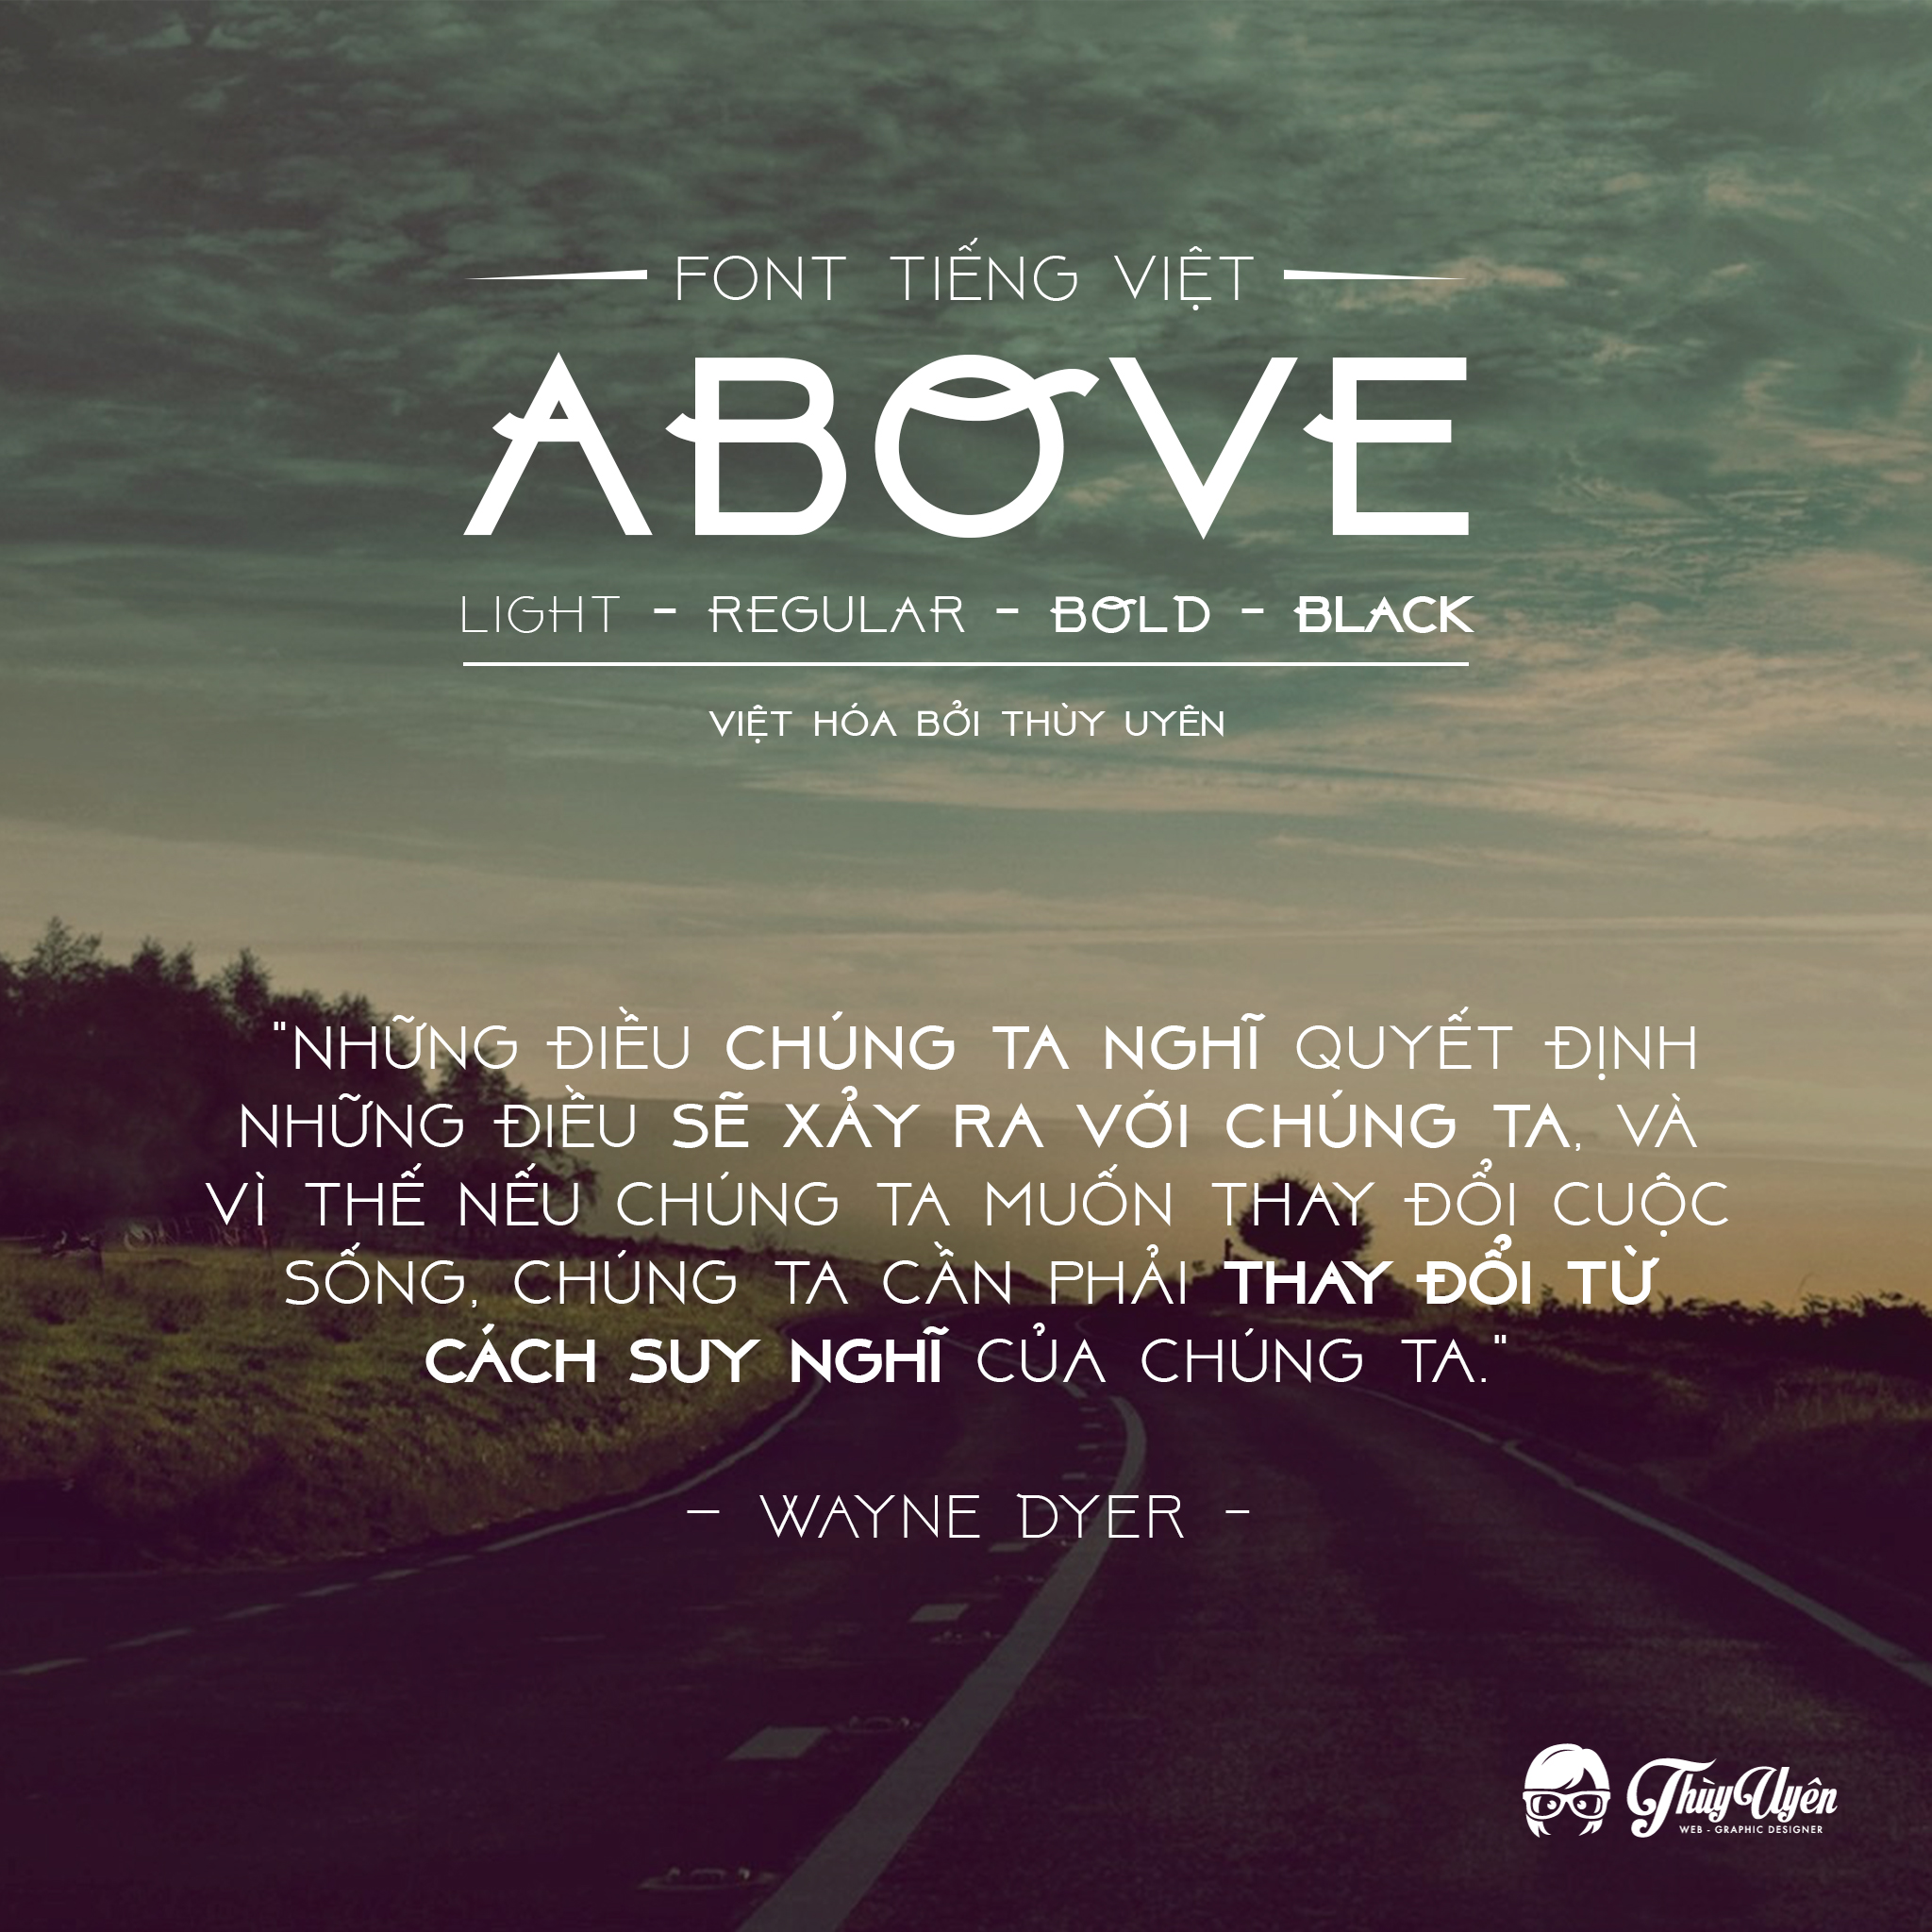 FONT TIẾNG VIỆT
ABOVE
LIGHT - REGULAR - BOLD - BLACK
VIỆT HÓA BỞI THÙY UYÊN
"NHỮNG ĐIỀU CHÚNG TA NGHĨ QUYẾT ĐỊNH
NHỮNG ĐIỀU SẼ XẢY RA VỚI CHÚNG TA, VÀ
VÌ THẾ NẾU CHÚNG TA MUỐN THAY ĐỔI CUỘC
SỐNG, CHÚNG TA CẦN PHẢI THAY ĐỔI TỪ
CÁCH SUY NGHĨ CỦA CHÚNG TA."
– WAYNE DYER -
Thùy Uyên
WEB - GRAPHIC DESIGNER